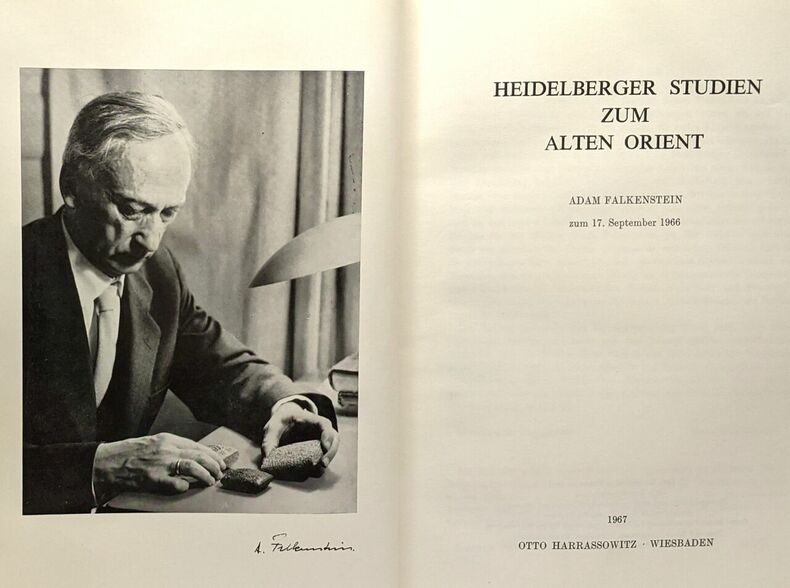 A. Falkenstein.
HEIDELBERGER STUDIEN
ZUM
ALTEN ORIENT
ADAM FALKENSTEIN
zum 17. September 1966
1967
OTTO HARRASSOWITZ · WIESBADEN